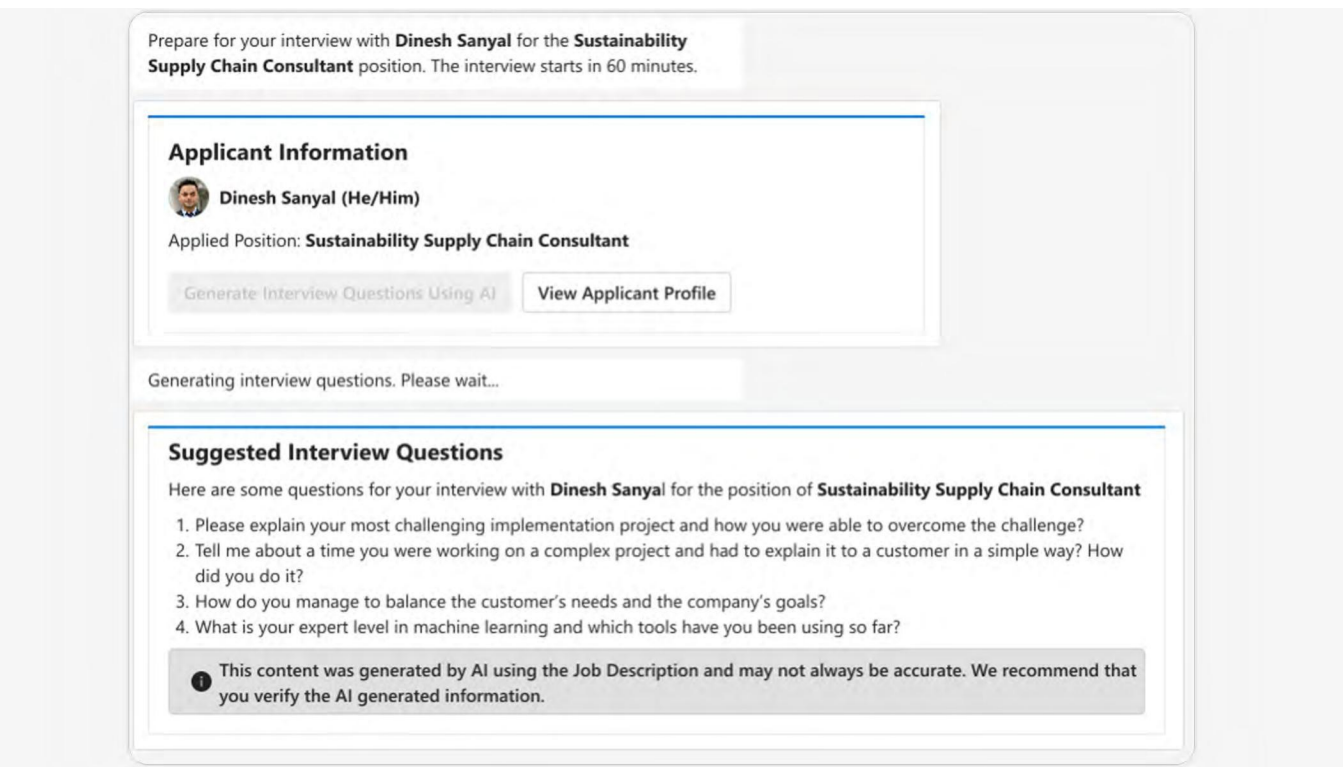 Prepare for your interview with Dinesh Sanyal for the Sustainability
Supply Chain Consultant position. The interview starts in 60 minutes.
Applicant Information
Dinesh Sanyal (He/Him)
Applied Position: Sustainability Supply Chain Consultant
Generate Interview Questions Using AI
View Applicant Profile
Generating interview questions. Please wait...
Suggested Interview Questions
Here are some questions for your interview with Dinesh Sanyal for the position of Sustainability Supply Chain Consultant
1. Please explain your most challenging implementation project and how you were able to overcome the challenge?
2. Tell me about a time you were working on a complex project and had to explain it to a customer in a simple way? How
did you do it?
3. How do you manage to balance the customer's needs and the company's goals?
4. What is your expert level in machine learning and which tools have you been using so far?
This content was generated by AI using the Job Description and may not always be accurate. We recommend that
you verify the AI generated information.